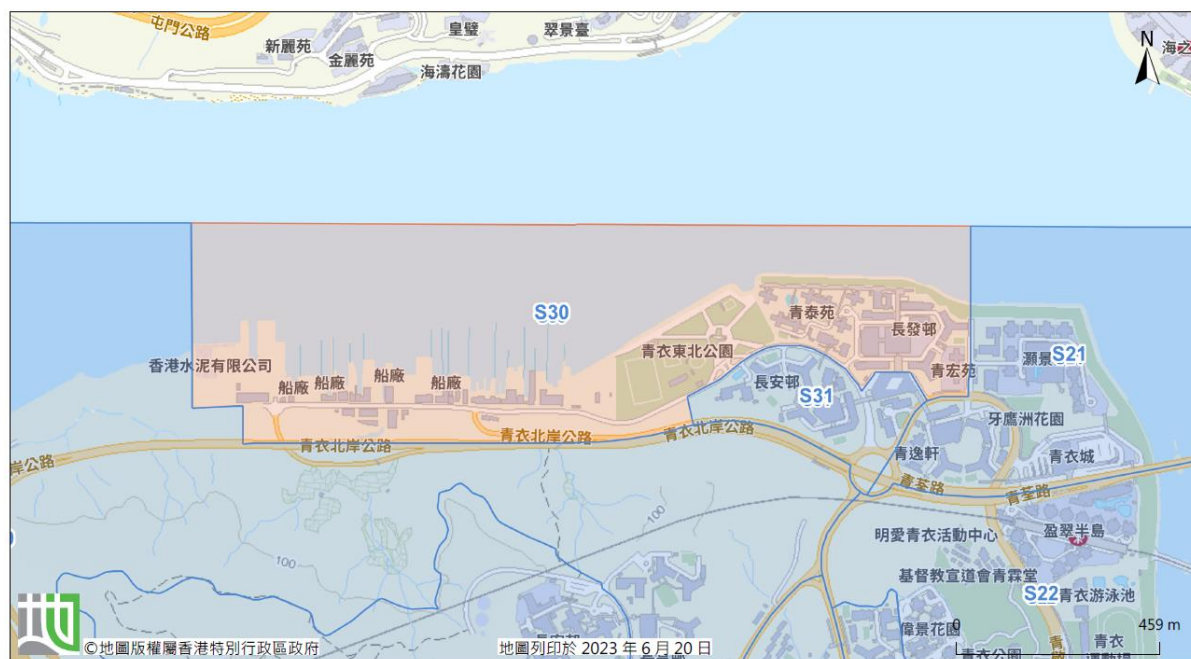 屯門公路
新麗苑
金麗苑
皇璧
翠景臺
海濤花園
海之
N
S30
香港水泥有限公司
船廠
船廠
船廠
船廠
青衣東北公園
青泰苑
長發邨
青宏苑
灝景
S21
長安邨
S31
牙鷹洲花園
青衣北岸公路
青衣北岸公路
青衣北岸公路
岸公路
青逸軒
青衣城
青荃路
青荃路
100
100
明愛青衣活動中心
盈翠半島
基督教宣道會青霖堂
S22
青衣游泳池
偉景花園
0
459 m
青衣公園
青衣
©地圖版權屬香港特別行政區政府
地圖列印於 2023 年 6 月 20 日